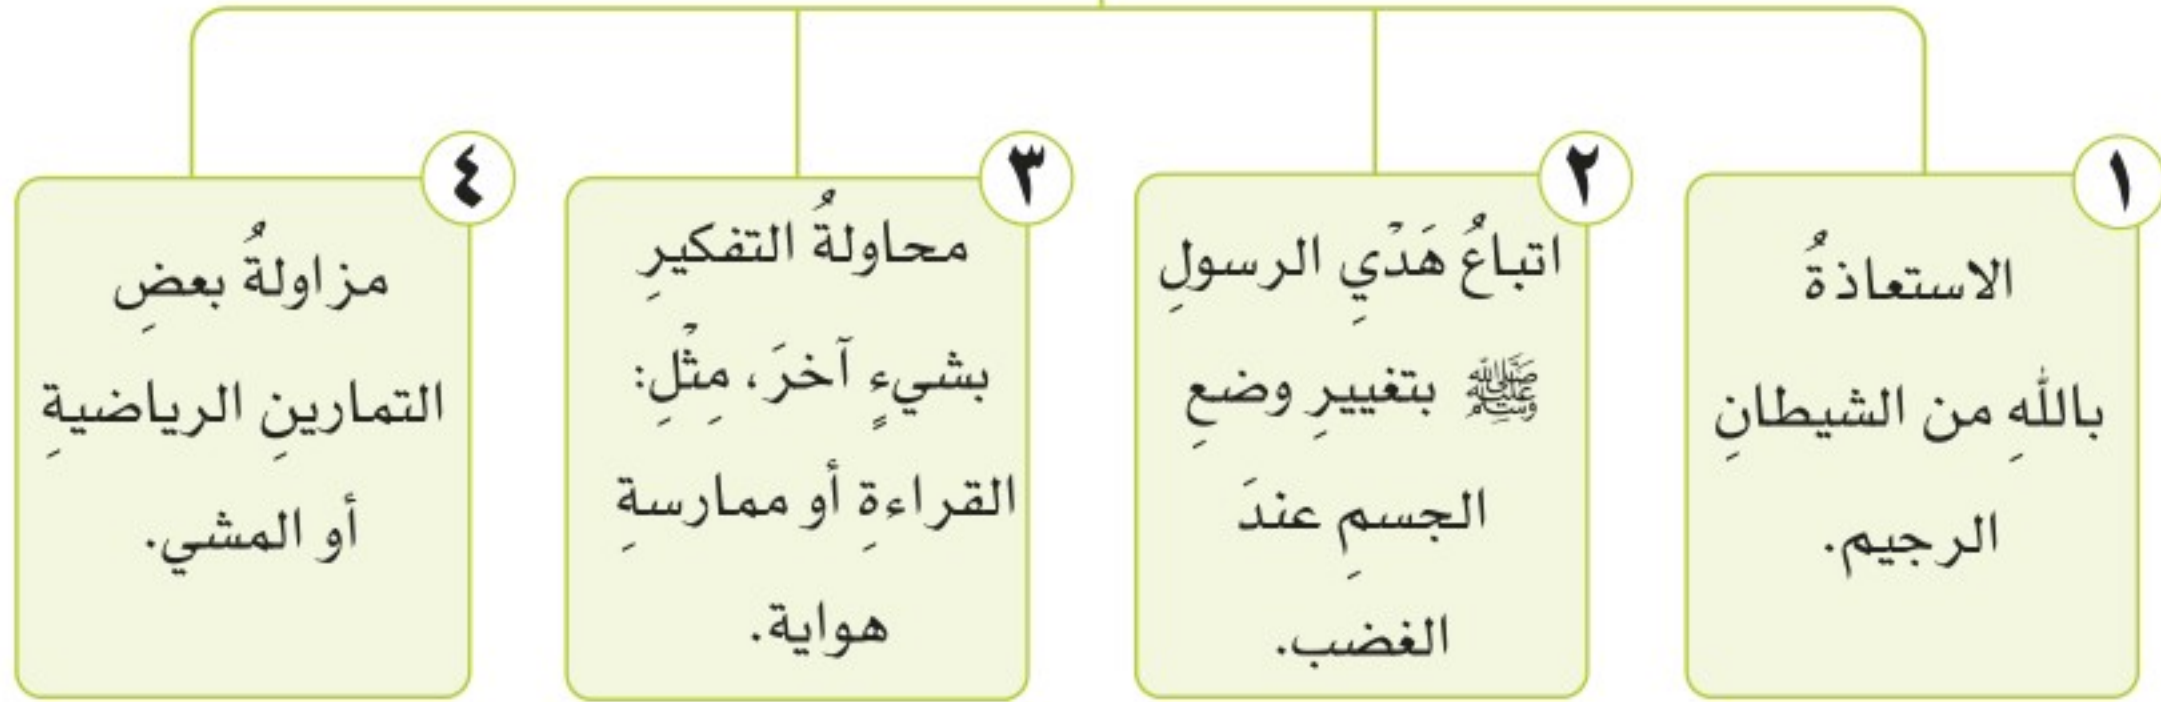 ١
الاستعاذةُ
باللهِ من الشيطانِ
الرجيم.
٢
اتباعُ هَدْيِ الرسولِ
ﷺ بتغييرِ وضعِ
الجسمِ عندَ
الغضب.
٣
محاولةُ التفكيرِ
بشيءٍ آخرَ، مِثْلِ:
القراءةِ أو ممارسةِ
هواية.
٤
مزاولةُ بعضِ
التمارينِ الرياضيةِ
أو المشي.